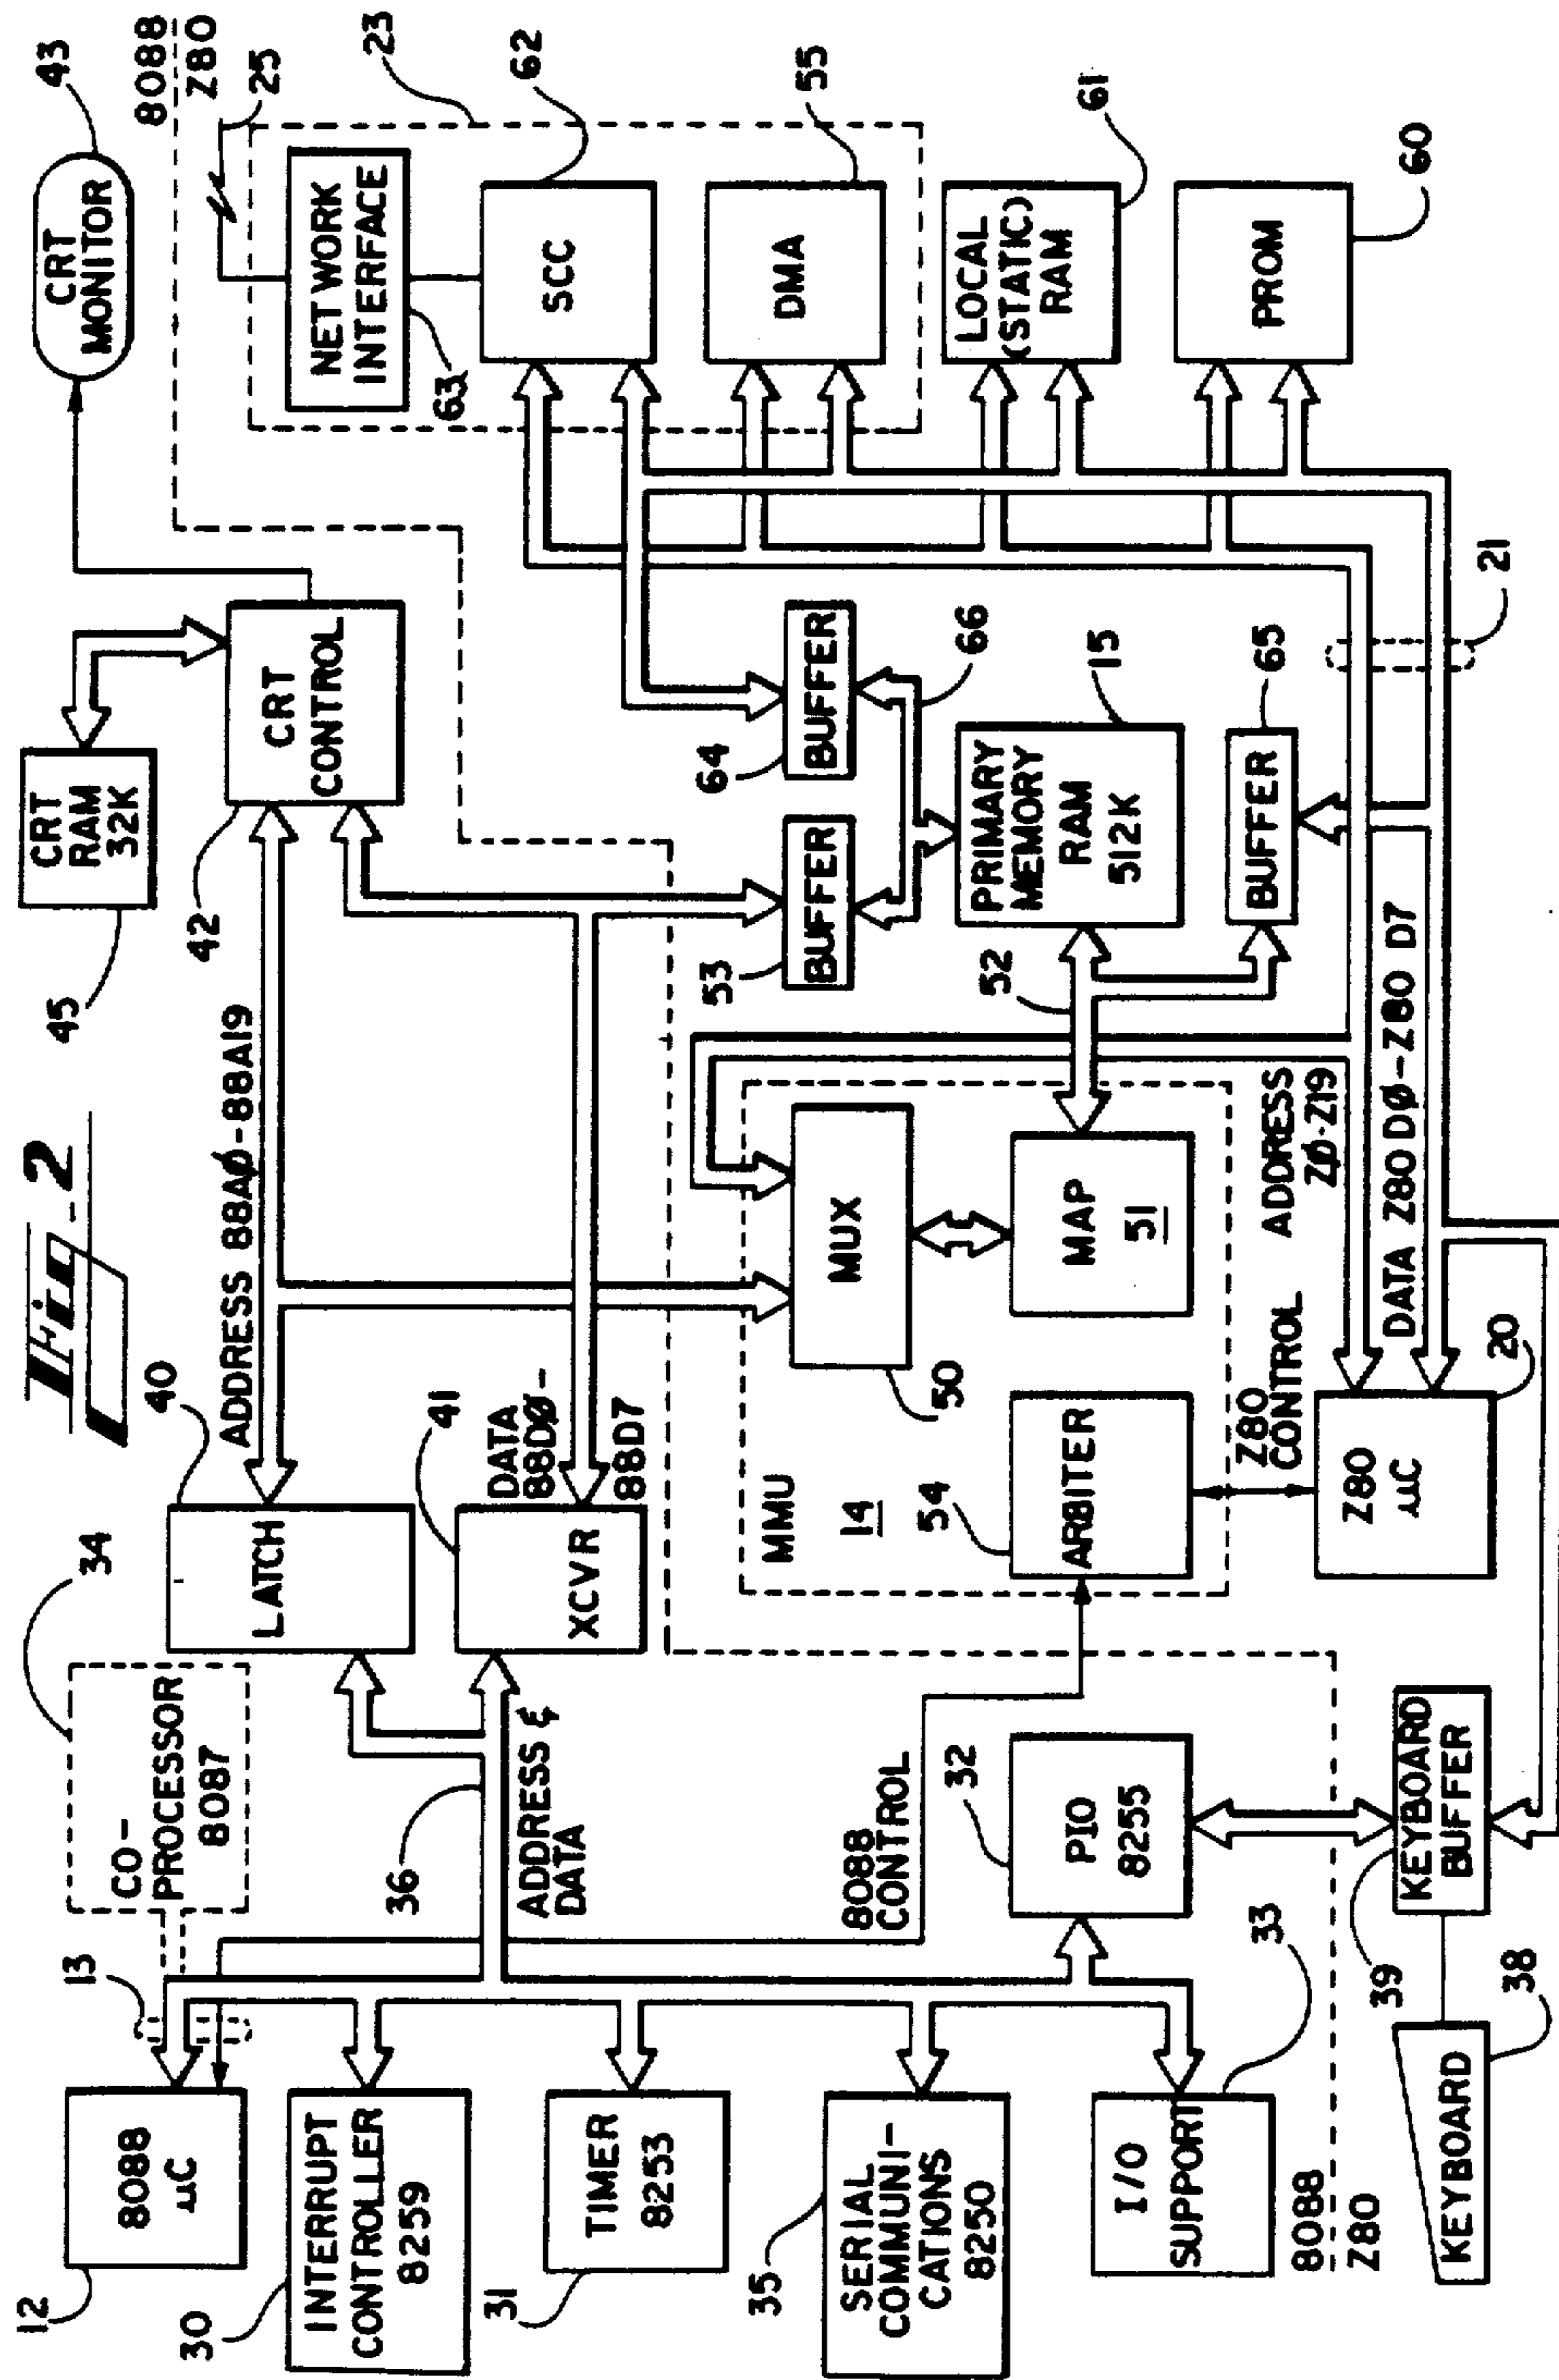 Fig_2
12
8088
µC
13
CO-
PROCESSOR
8087
34
30
INTERRUPT
CONTROLLER
8259
31
TIMER
8253
35
SERIAL
COMMUNI-
CATIONS
8250
I/O
SUPPORT
33
36
ADDRESS &
DATA
8088
CONTROL
32
PIO
8255
8088
Z80
KEYBOARD
38
39
KEYBOARD
BUFFER
LATCH
40
XCVR
41
ADDRESS 88AØ-88A19
DATA
88DØ-
88D7
MMU
14
54
ARBITER
50
MUX
MAP
51
Z80
CONTROL
Z80
µC
20
ADDRESS
ZØ-Z19
DATA Z80 DØ-Z80 D7
45
CRT
RAM
32K
42
CRT
CONTROL
CRT
MONITOR
43
8088
Z80
53
BUFFER
64
BUFFER
66
52
PRIMARY
MEMORY
RAM
512K
15
BUFFER
65
21
25
23
NETWORK
INTERFACE
63
SCC
62
DMA
55
LOCAL
(STATIC)
RAM
61
PROM
60